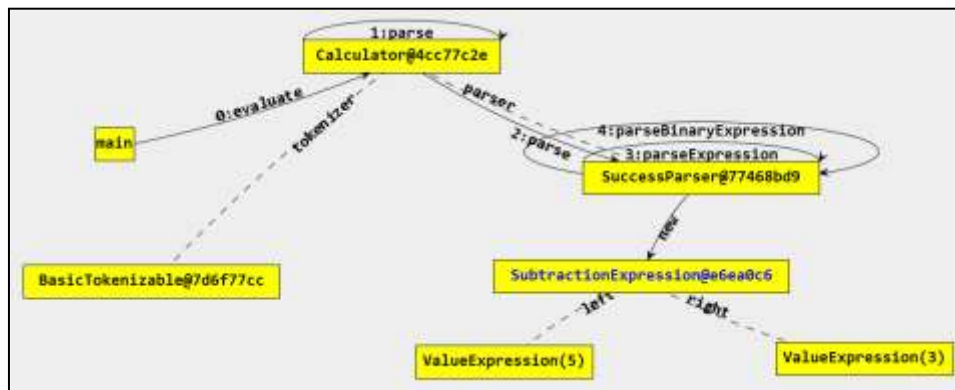 1:parse
Calculator@4cc77c2e
0:evaluate
parser
tokenizer
main
4:parseBinaryExpression
2:parse
3:parseExpression
SuccessParser@77468bd9
new
BasicTokenizable@7d6f77cc
SubtractionExpression@e6ea0c6
left
right
ValueExpression(5)
ValueExpression(3)